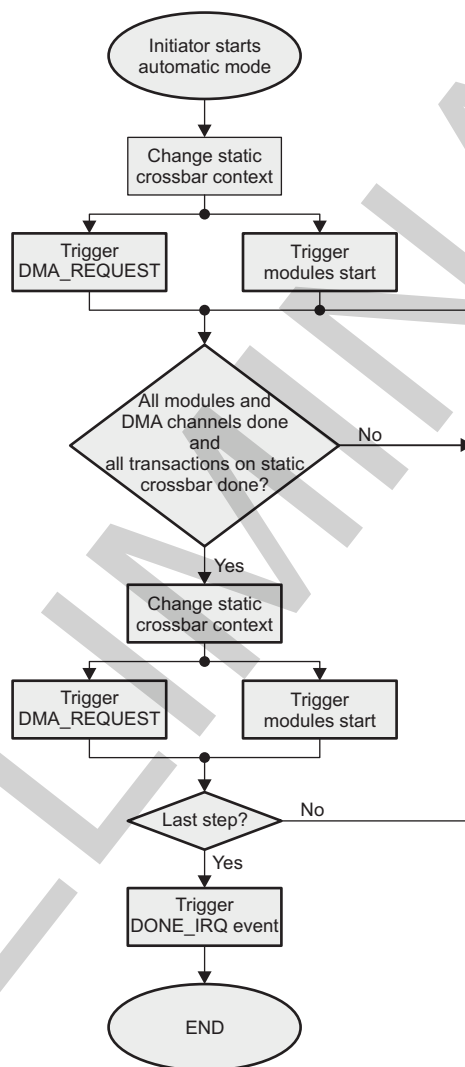 Initiator starts
automatic mode
Change static
crossbar context
Trigger
DMA_REQUEST
Trigger
modules start
All modules and
DMA channels done
and
all transactions on static
crossbar done?
No
Yes
Change static
crossbar context
Trigger
DMA_REQUEST
Trigger
modules start
Last step?
No
Yes
Trigger
DONE_IRQ event
END